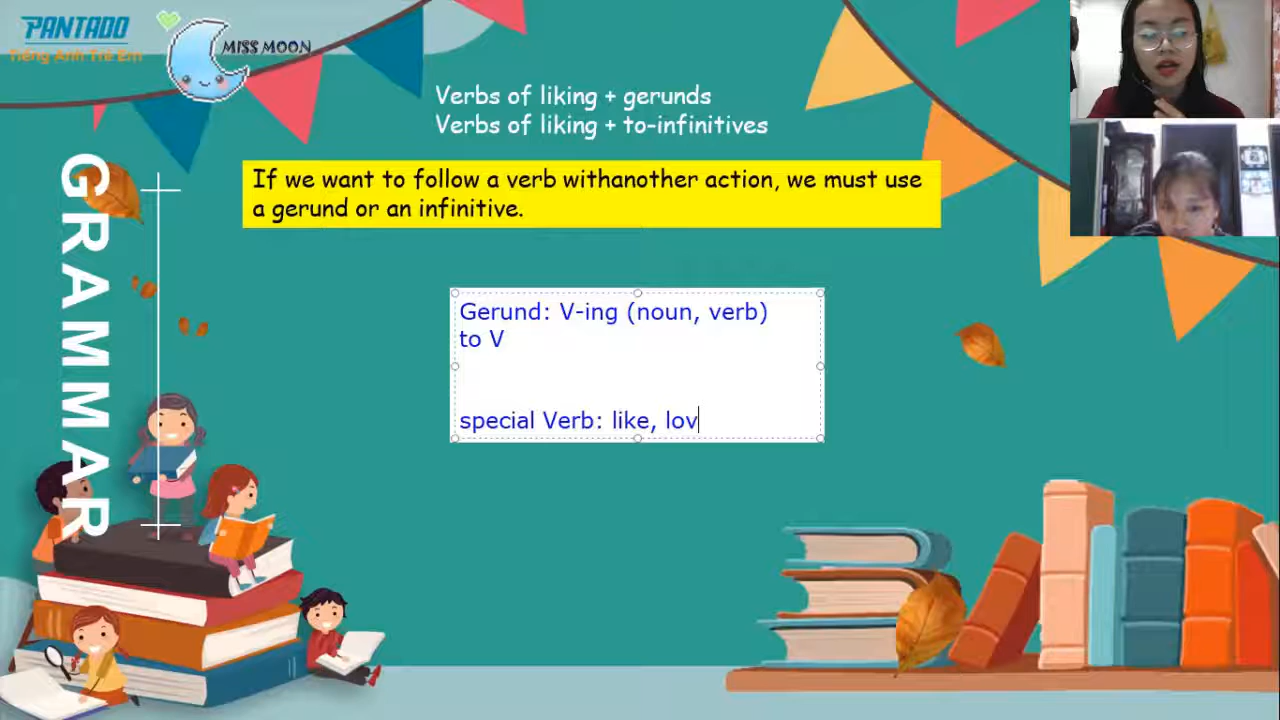 PANTADO
Tiếng Anh Trẻ Em
MISS MOON
Verbs of liking + gerunds
Verbs of liking + to-infinitives
If we want to follow a verb withanother action, we must use
a gerund or an infinitive.
GRAMMAR
Gerund: V-ing (noun, verb)
to V
special Verb: like, lov